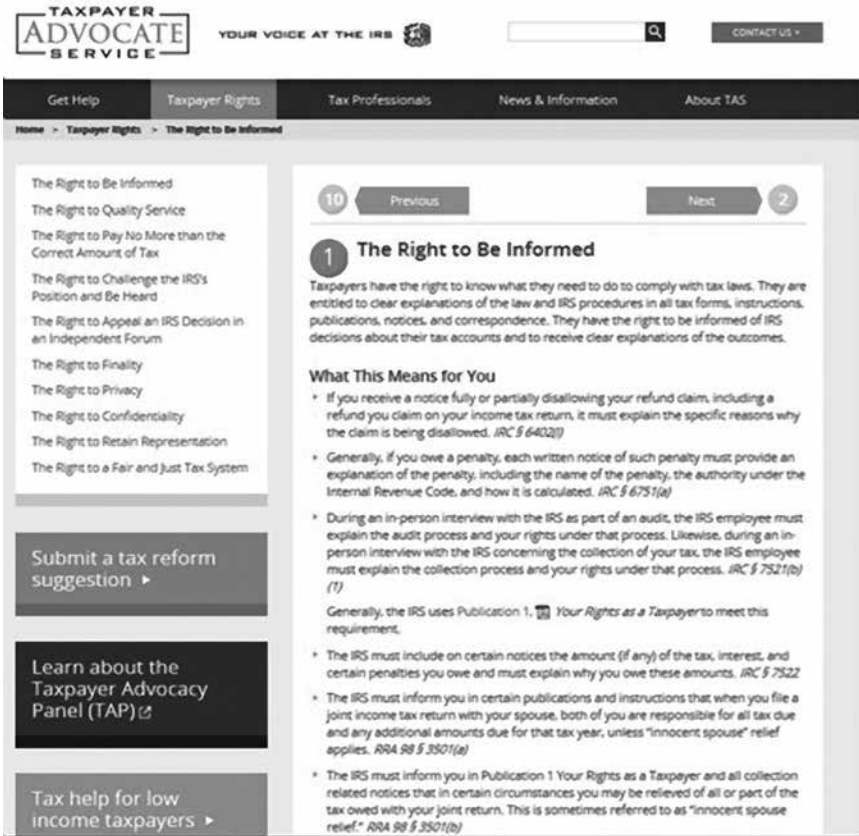 TAXPAYER
ADVOCATE
SERVICE
YOUR VOICE AT THE IRS
CONTACT US
Get Help
Taxpayer Rights
Tax Professionals
News & Information
About TAS
Home > Taxpayer Rights > The Right to Be Informed
The Right to Be Informed
The Right to Quality Service
The Right to Pay No More than the
Correct Amount of Tax
The Right to Challenge the IRS's
Position and Be Heard
The Right to Appeal an IRS Decision in
an Independent Forum
The Right to Finality
The Right to Privacy
The Right to Confidentiality
The Right to Retain Representation
The Right to a Fair and Just Tax System
Submit a tax reform
suggestion
Learn about the
Taxpayer Advocacy
Panel (TAP)
Tax help for low
income taxpayers
10 Previous
Next 2
1 The Right to Be Informed
Taxpayers have the right to know what they need to do to comply with tax laws. They are
entitled to clear explanations of the law and IRS procedures in all tax forms, instructions,
publications, notices, and correspondence. They have the right to be informed of IRS
decisions about their tax accounts and to receive clear explanations of the outcomes.
What This Means for You
If you receive a notice fully or partially disallowing your refund claim, including a
refund you claim on your income tax return, it must explain the specific reasons why
the claim is being disallowed. IRC § 6402(l)
Generally, if you owe a penalty, each written notice of such penalty must provide an
explanation of the penalty, including the name of the penalty, the authority under the
Internal Revenue Code, and how it is calculated. IRC § 6751(a)
During an in-person interview with the IRS as part of an audit, the IRS employee must
explain the audit process and your rights under that process. Likewise, during an in-
person interview with the IRS concerning the collection of your tax, the IRS employee
must explain the collection process and your rights under that process. IRC § 7521(b)
(1)
Generally, the IRS uses Publication 1, Your Rights as a Taxpayer to meet this
requirement.
The IRS must include on certain notices the amount (if any) of the tax, interest, and
certain penalties you owe and must explain why you owe these amounts. IRC § 7522
The IRS must inform you in certain publications and instructions that when you file a
joint income tax return with your spouse, both of you are responsible for all tax due
and any additional amounts due for that tax year, unless "innocent spouse" relief
applies. RRA 98 § 3501(a)
The IRS must inform you in Publication 1 Your Rights as a Taxpayer and all collection
related notices that in certain circumstances you may be relieved of all or part of the
tax owed with your joint return. This is sometimes referred to as "innocent spouse
relief." RRA 98 § 3501(b)